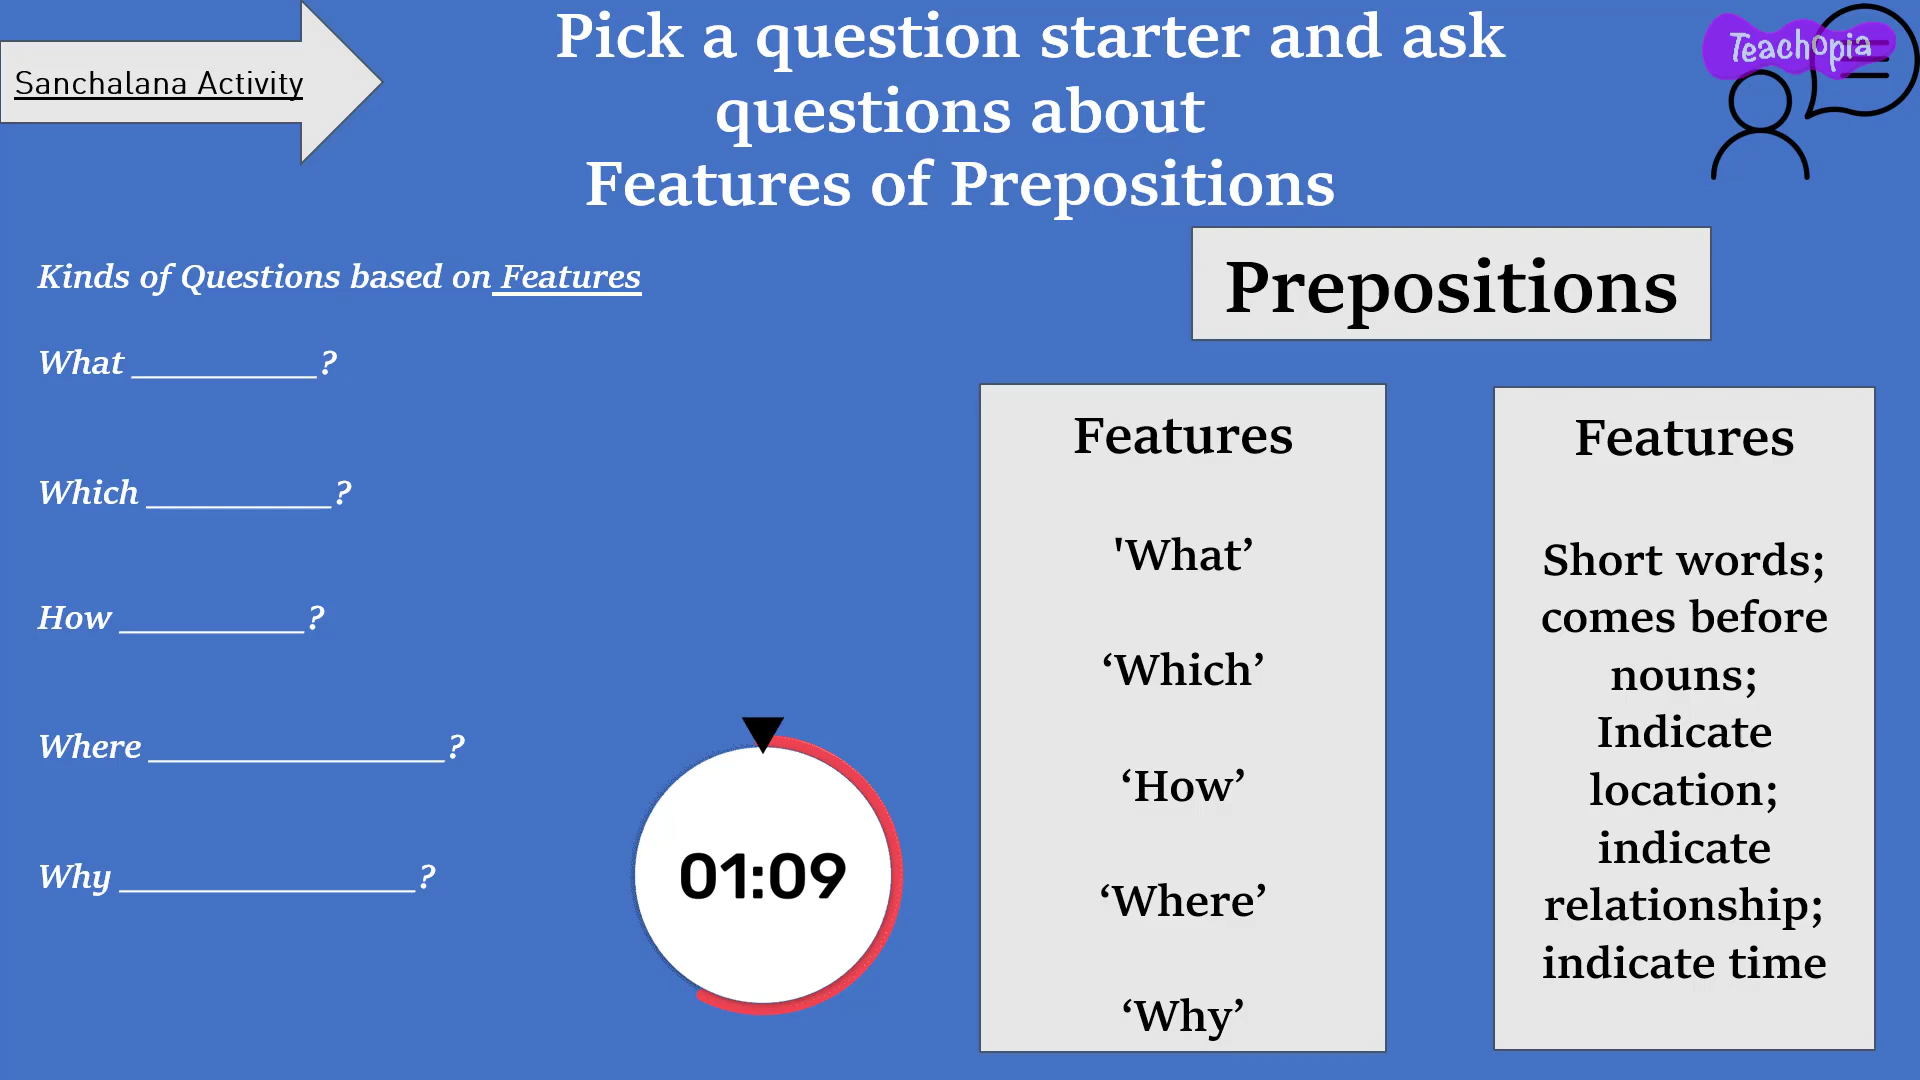 Sanchalana Activity
Pick a question starter and ask
questions about
Features of Prepositions
Teachopia
Kinds of Questions based on Features
What ___________?
Which ___________?
How ___________?
Where __________________?
Why __________________?
01:09
Prepositions
Features
'What’
‘Which’
‘How’
‘Where’
‘Why’
Features
Short words;
comes before
nouns;
Indicate
location;
indicate
relationship;
indicate time